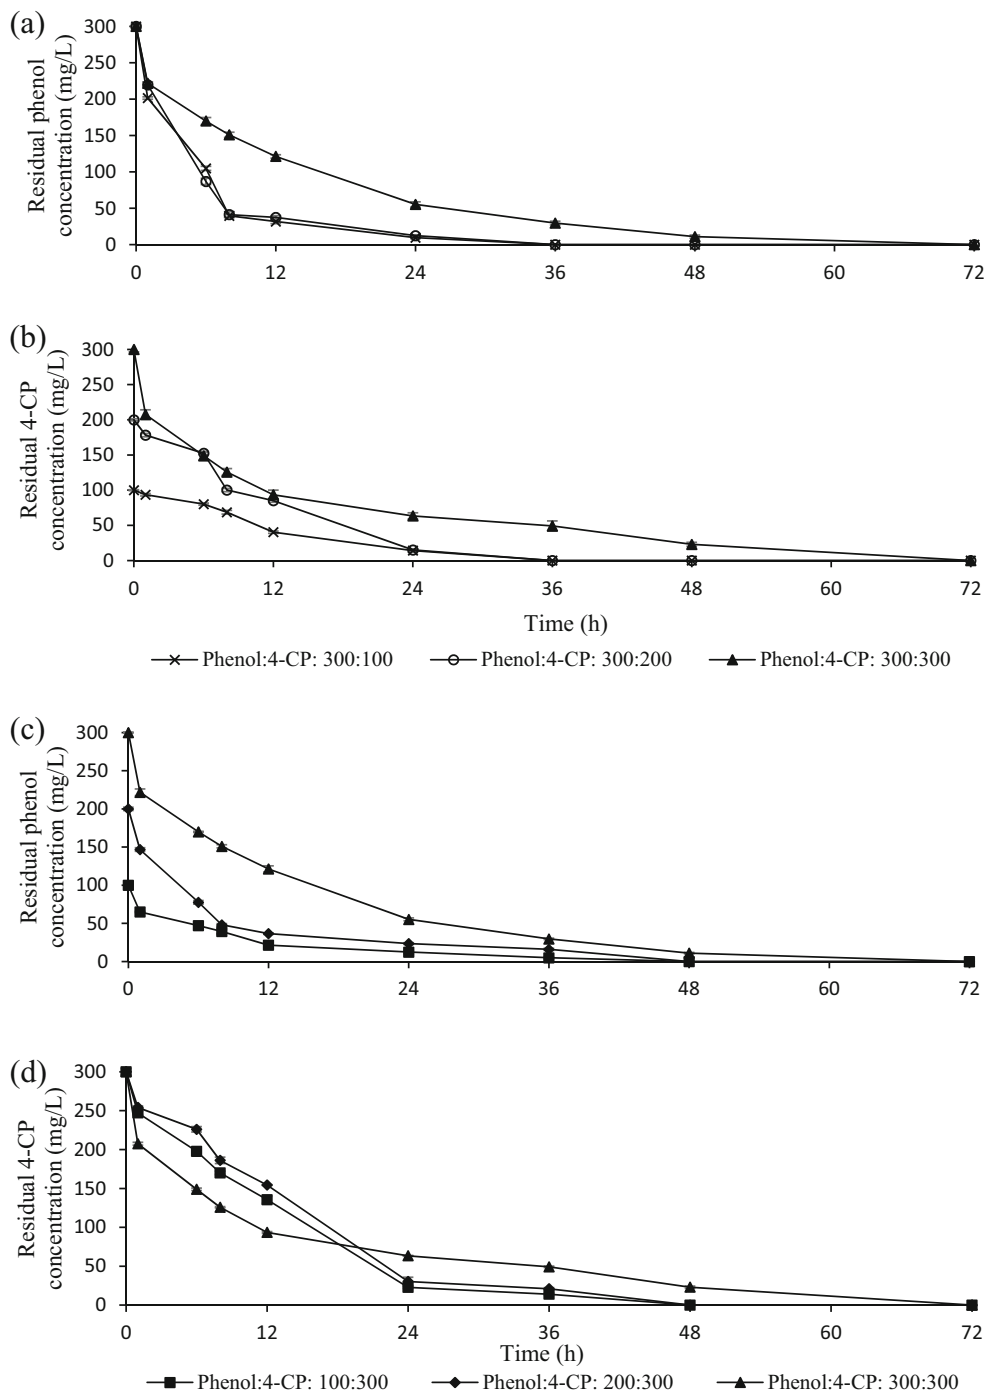 (a)
Residual phenol
concentration (mg/L)
300
250
200
150
100
50
0
0 12 24 36 48 60 72
(b)
Residual 4-CP
concentration (mg/L)
300
250
200
150
100
50
0
0 12 24 36 48 60 72
Time (h)
Phenol:4-CP: 300:100 Phenol:4-CP: 300:200 Phenol:4-CP: 300:300
(c)
Residual phenol
concentration (mg/L)
300
250
200
150
100
50
0
0 12 24 36 48 60 72
(d)
Residual 4-CP
concentration (mg/L)
300
250
200
150
100
50
0
0 12 24 36 48 60 72
Time (h)
Phenol:4-CP: 100:300 Phenol:4-CP: 200:300 Phenol:4-CP: 300:300